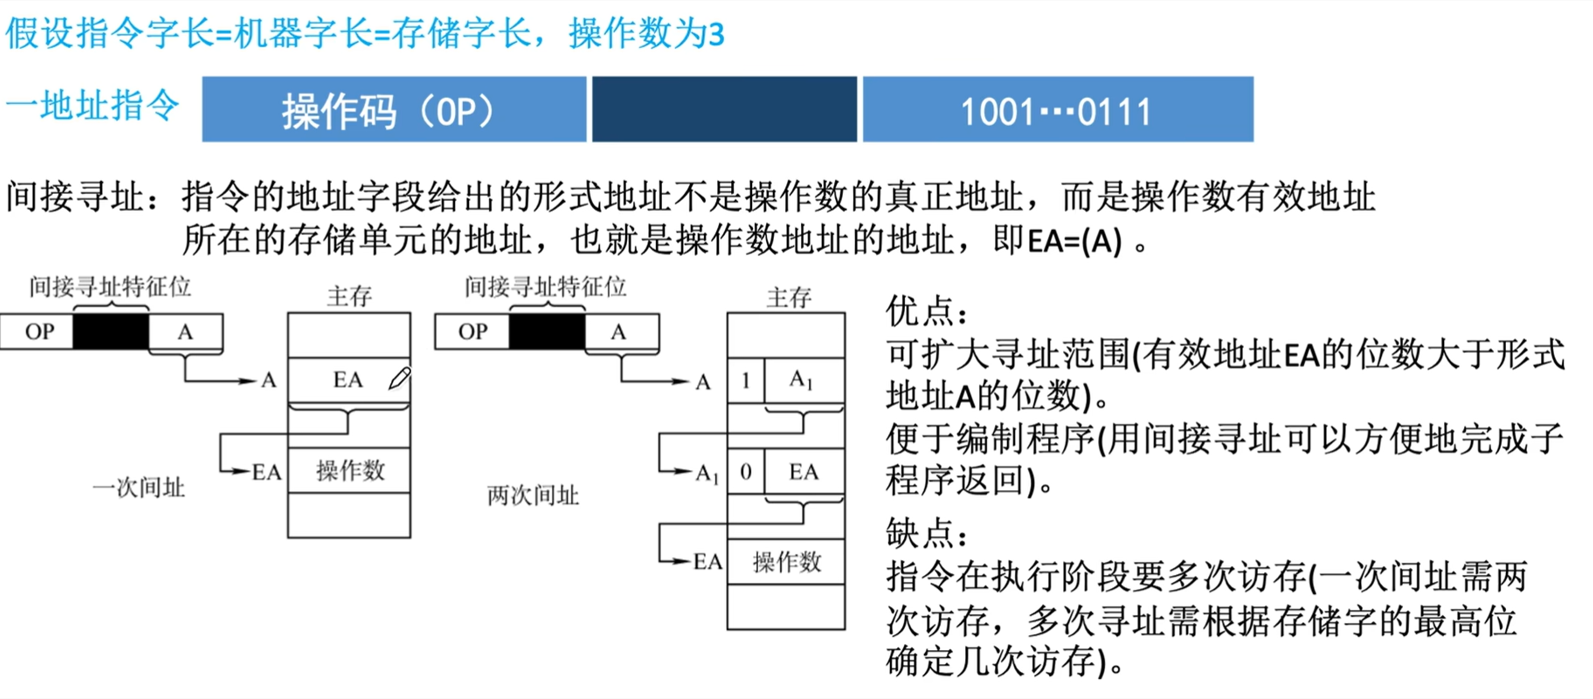 假设指令字长=机器字长=存储字长，操作数为3
一地址指令 操作码（OP） 1001···0111
间接寻址：指令的地址字段给出的形式地址不是操作数的真正地址，而是操作数有效地址
所在的存储单元的地址，也就是操作数地址的地址，即EA=(A) 。
间接寻址特征位
主存
OP A
A EA
EA 操作数
一次间址
间接寻址特征位
主存
OP A
A 1 A₁
A₁ 0 EA
EA 操作数
两次间址
优点：
可扩大寻址范围(有效地址EA的位数大于形式
地址A的位数)。
便于编制程序(用间接寻址可以方便地完成子
程序返回)。
缺点：
指令在执行阶段要多次访存(一次间址需两
次访存，多次寻址需根据存储字的最高位
确定几次访存)。